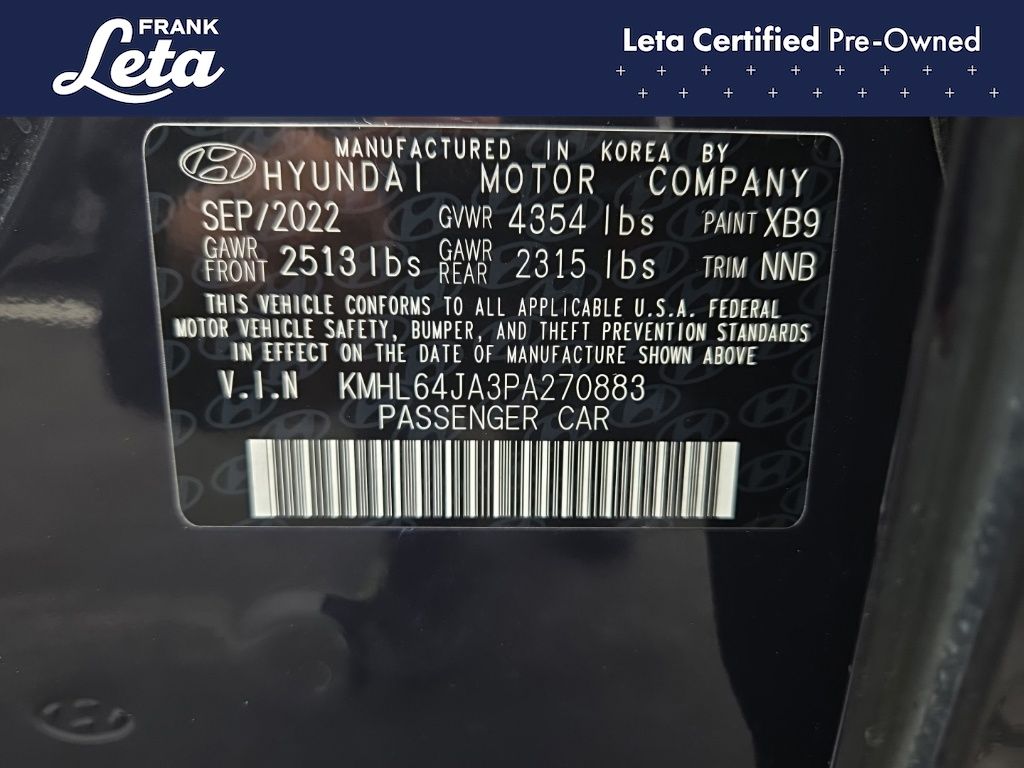 FRANK
Leta
Leta Certified Pre-Owned
MANUFACTURED IN KOREA BY
HYUNDAI MOTOR COMPANY
SEP/2022 GVWR 4354 lbs PAINT XB9
GAWR FRONT 2513 lbs GAWR REAR 2315 lbs TRIM NNB
THIS VEHICLE CONFORMS TO ALL APPLICABLE U.S.A. FEDERAL
MOTOR VEHICLE SAFETY, BUMPER, AND THEFT PREVENTION STANDARDS
IN EFFECT ON THE DATE OF MANUFACTURE SHOWN ABOVE
V.I.N KMHL64JA3PA270883
PASSENGER CAR